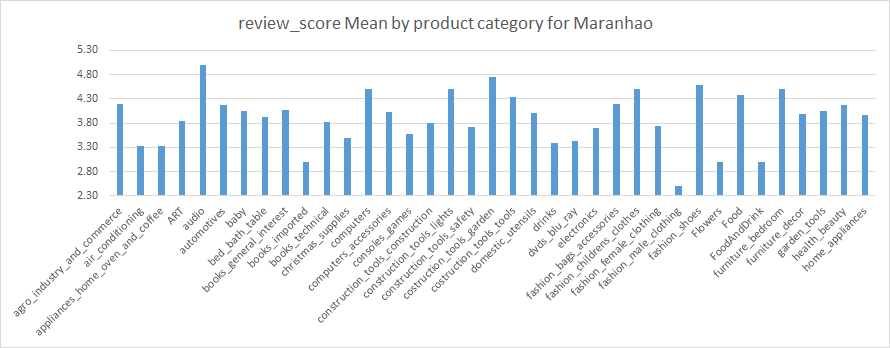 review_score Mean by product category for Maranhao
5.30
4.80
4.30
3.80
3.30
2.80
2.30
agro_industry_and_commerce
air_conditioning
appliances_home_oven_and_coffee
ART
audio
automotives
baby
bed_bath_table
books_general_interest
books_imported
books_technical
christmas_supplies
computers
computers_accessories
consoles_games
construction_tools_construction
construction_tools_lights
construction_tools_safety
costruction_tools_garden
costruction_tools_tools
domestic_utensils
drinks
dvds_blu_ray
electronics
fashion_bags_accessories
fashion_childrens_clothes
fashion_female_clothing
fashion_male_clothing
fashion_shoes
Flowers
Food
FoodAndDrink
furniture_bedroom
furniture_decor
garden_tools
health_beauty
home_appliances